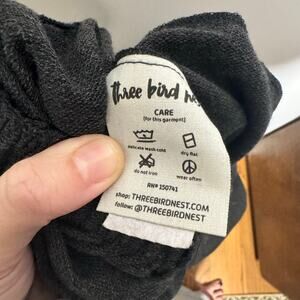 three bird nest
CARE
[for this garment]
delicate wash cold
dry flat
do not iron
wear often
RN# 150741
shop: THREEBIRDNEST.COM
follow: @THREEBIRDNEST